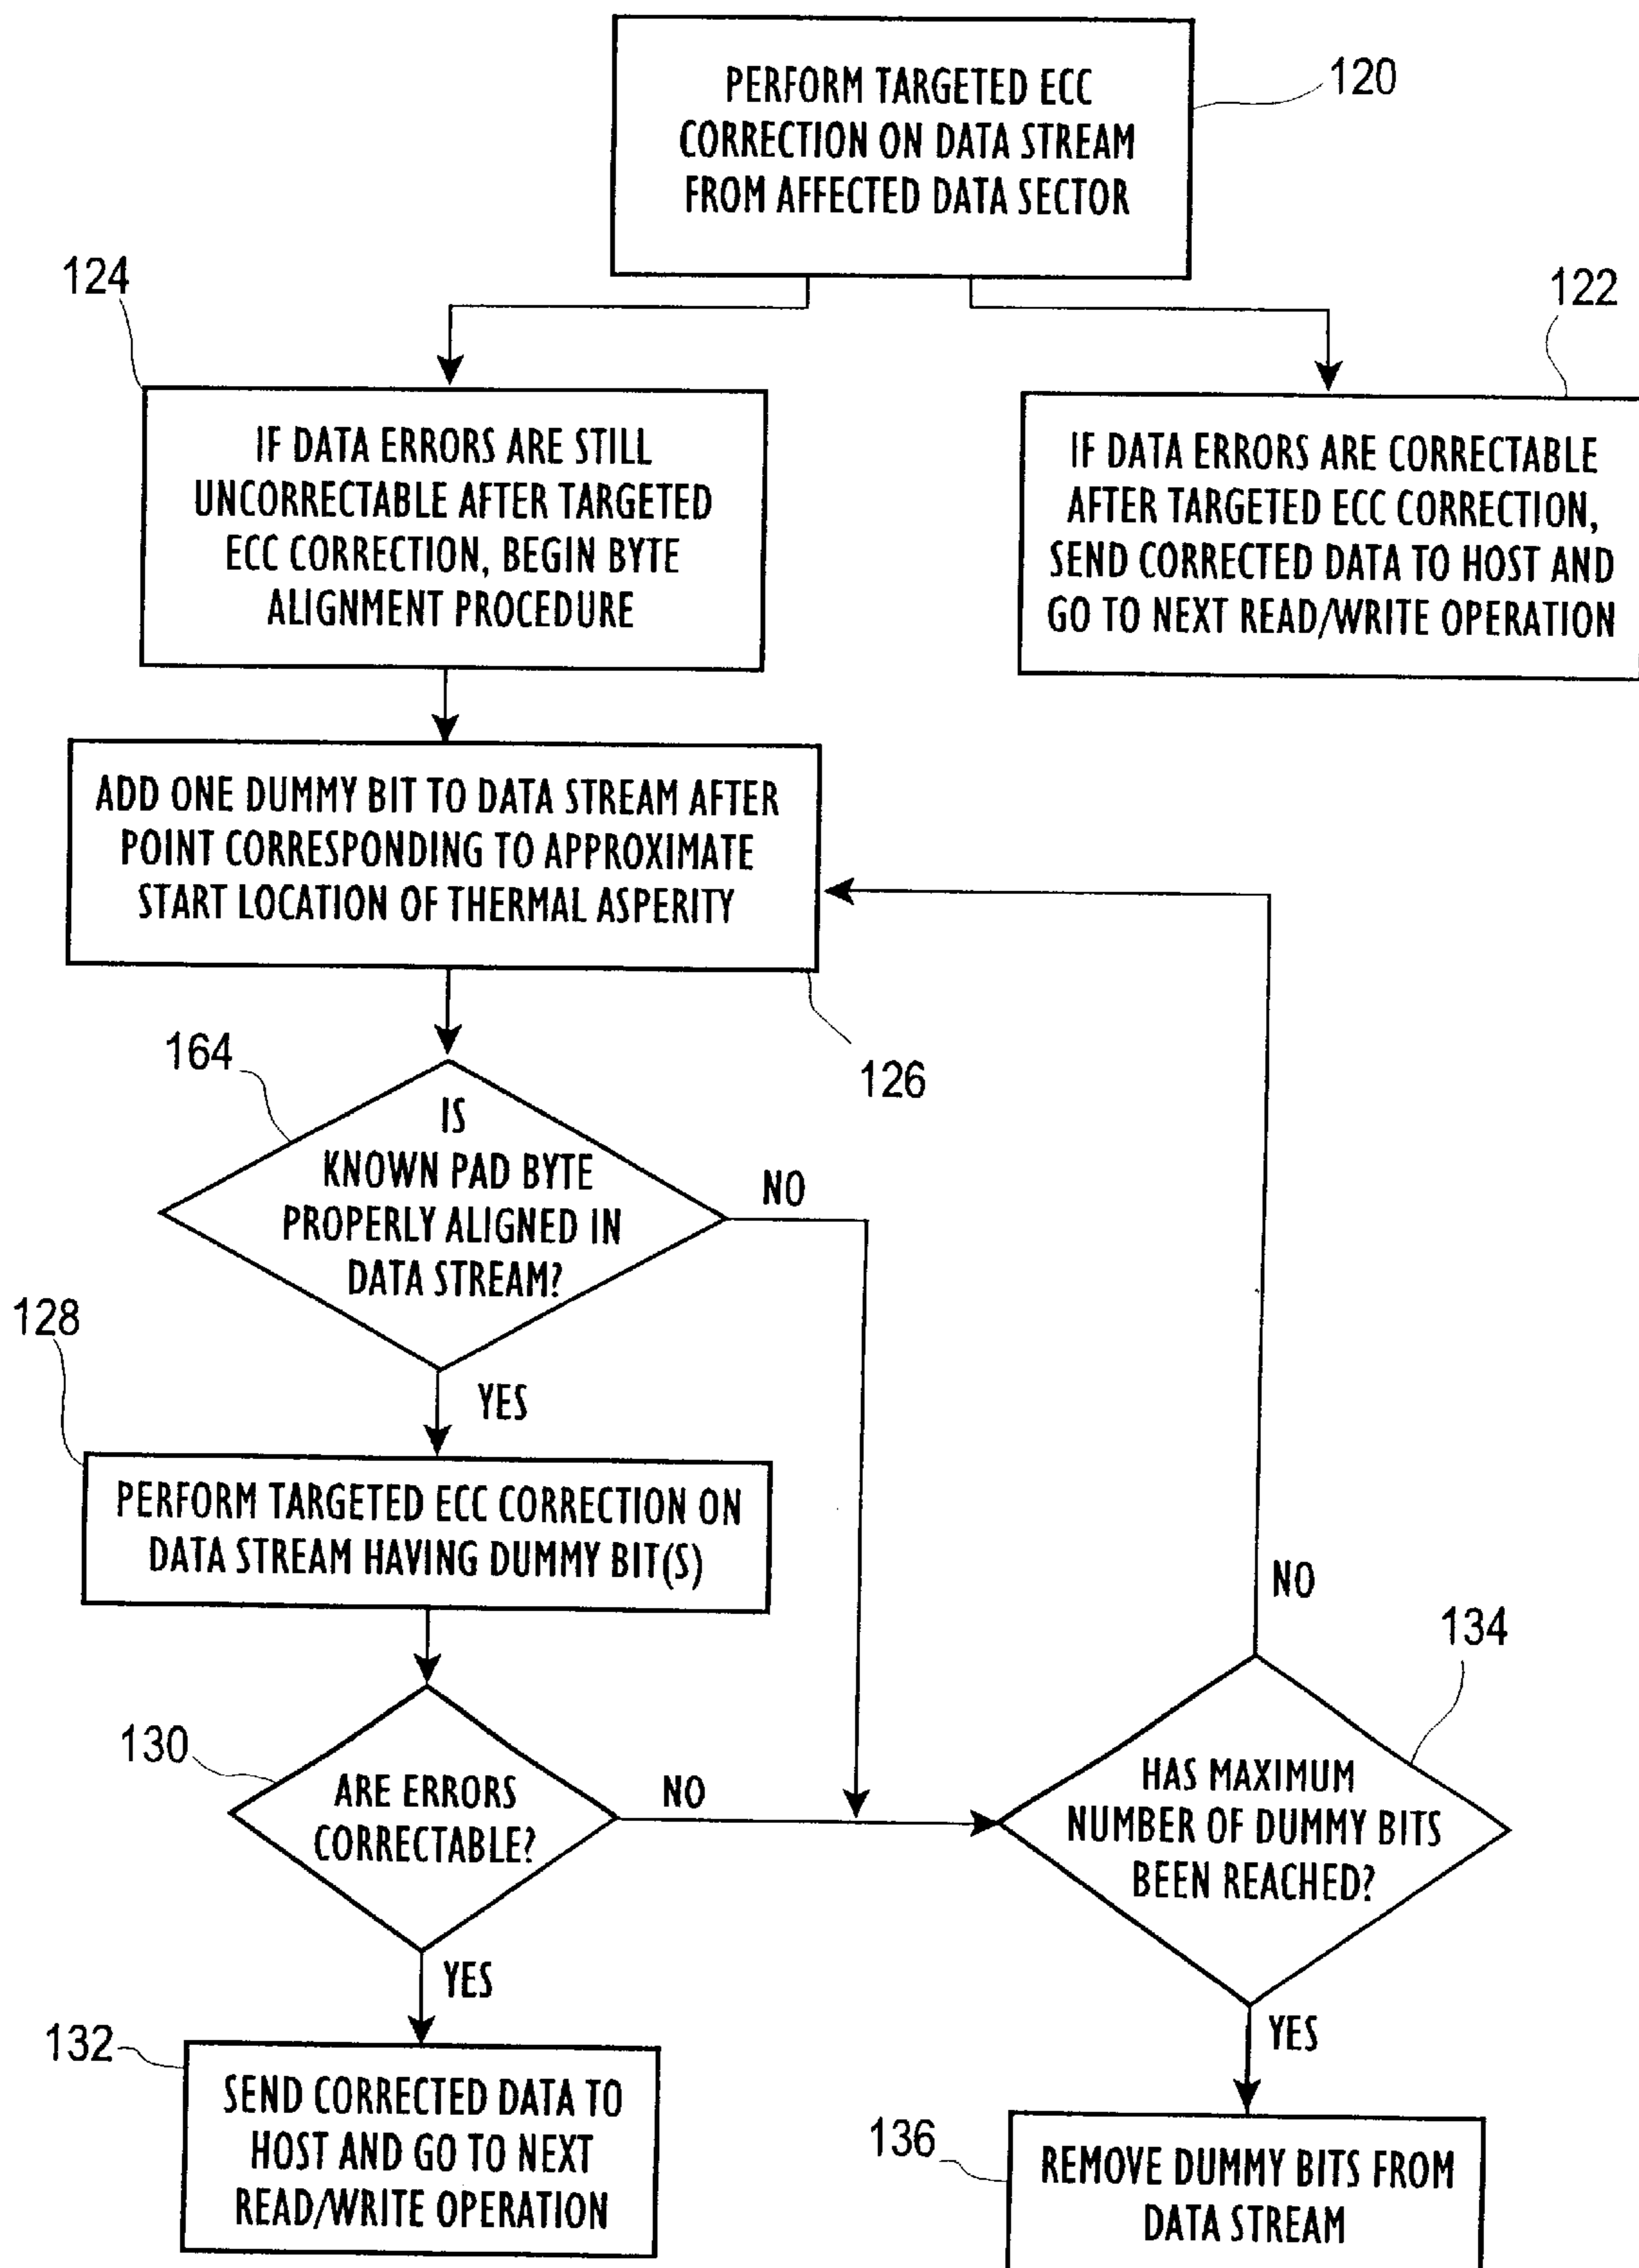 PERFORM TARGETED ECC
CORRECTION ON DATA STREAM
FROM AFFECTED DATA SECTOR
120
124
122
IF DATA ERRORS ARE STILL
UNCORRECTABLE AFTER TARGETED
ECC CORRECTION, BEGIN BYTE
ALIGNMENT PROCEDURE
IF DATA ERRORS ARE CORRECTABLE
AFTER TARGETED ECC CORRECTION,
SEND CORRECTED DATA TO HOST AND
GO TO NEXT READ/WRITE OPERATION
ADD ONE DUMMY BIT TO DATA STREAM AFTER
POINT CORRESPONDING TO APPROXIMATE
START LOCATION OF THERMAL ASPERITY
126
164
IS
KNOWN PAD BYTE
PROPERLY ALIGNED IN
DATA STREAM?
NO
YES
128
PERFORM TARGETED ECC CORRECTION ON
DATA STREAM HAVING DUMMY BIT(S)
NO
134
130
ARE ERRORS
CORRECTABLE?
NO
HAS MAXIMUM
NUMBER OF DUMMY BITS
BEEN REACHED?
YES
YES
132
SEND CORRECTED DATA TO
HOST AND GO TO NEXT
READ/WRITE OPERATION
136
REMOVE DUMMY BITS FROM
DATA STREAM